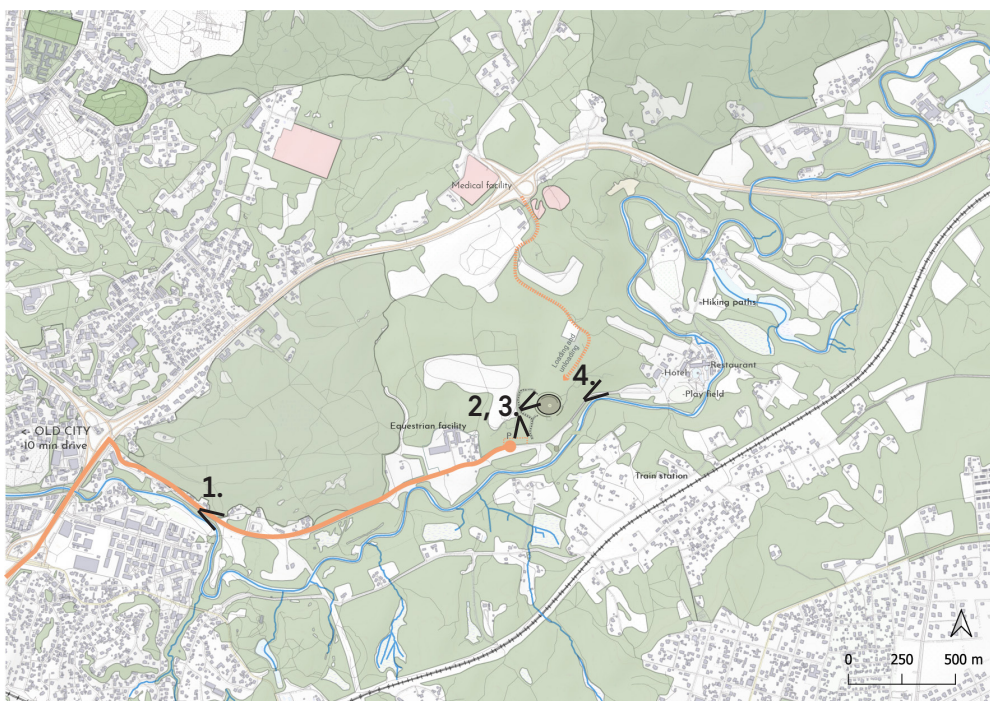 Medical facility
-Hiking paths
Loading and
unloading
-Hotel
-Restaurant
-Play field
4.
2, 3.
P
Equestrian facility
<- OLD CITY
10 min drive
Train station
1.
0 250 500 m